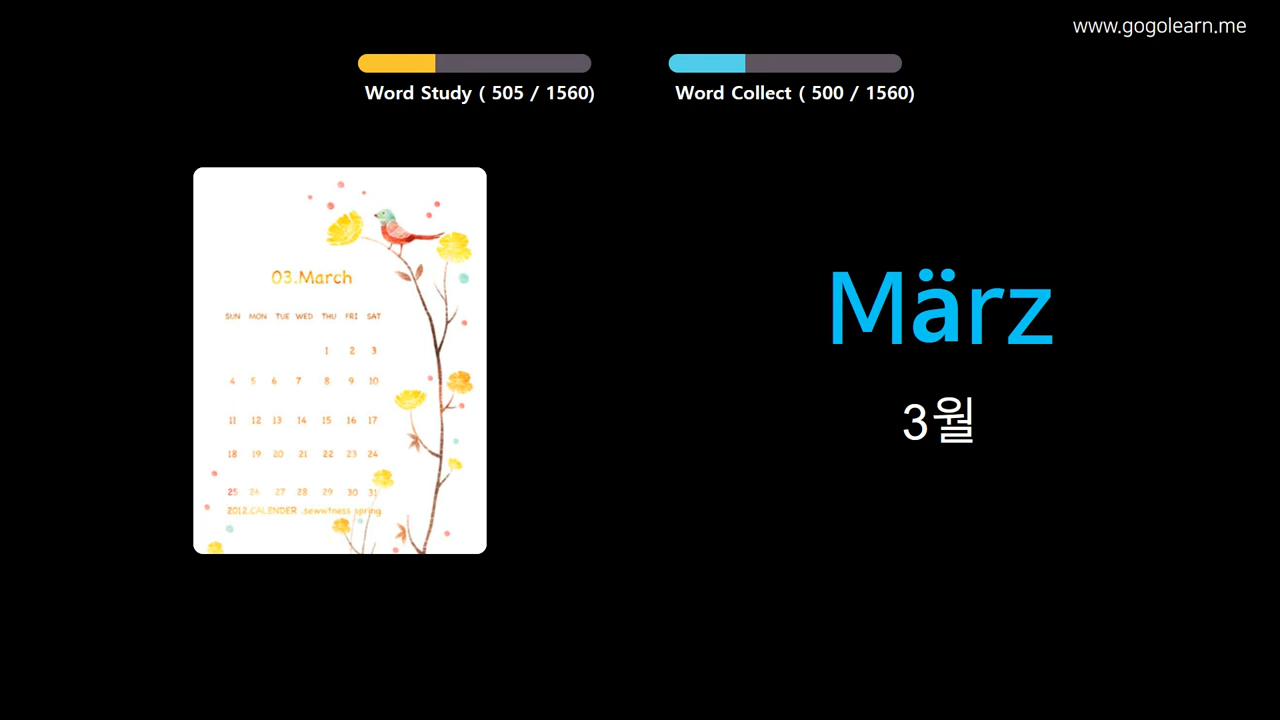 www.gogolearn.me
Word Study ( 505 / 1560)
Word Collect ( 500 / 1560)
03.March
SUN MON TUE WED THU FRI SAT
1 2 3
4 5 6 7 8 9 10
11 12 13 14 15 16 17
18 19 20 21 22 23 24
25 26 27 28 29 30 31
2012.CALENDER .sewwtness spring
März
3월